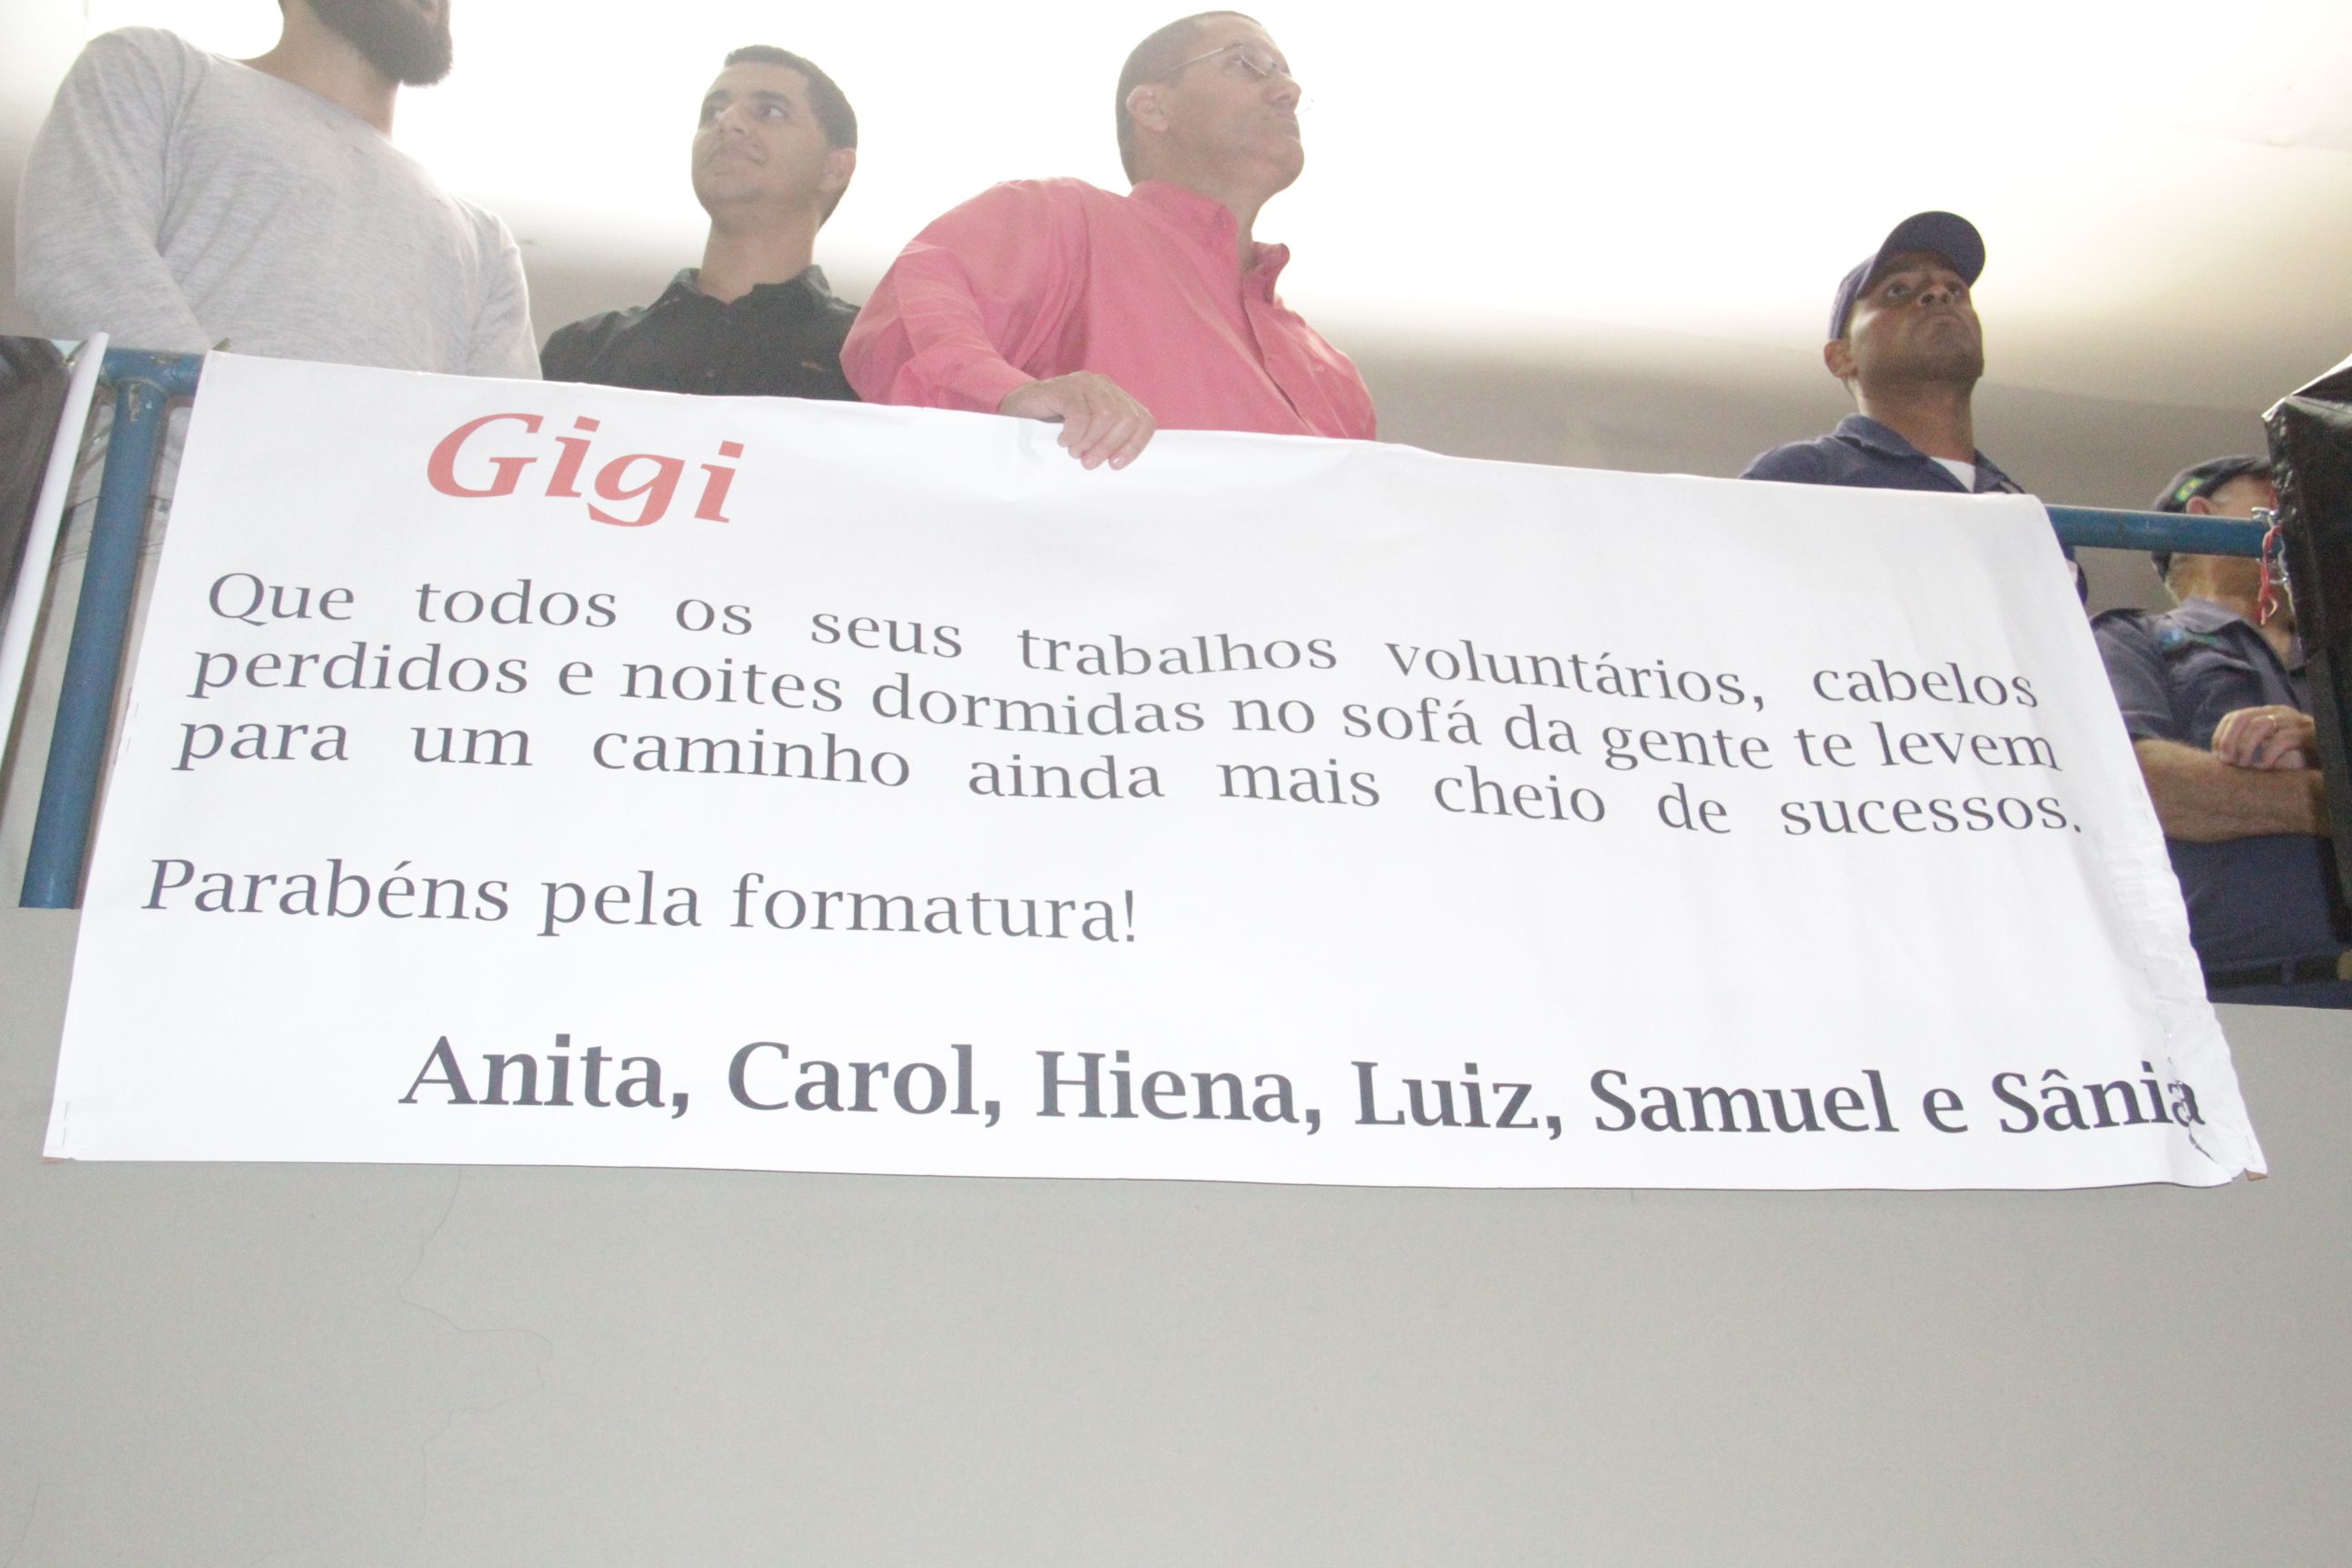 Gigi
Que todos os seus trabalhos voluntários, cabelos
perdidos e noites dormidas no sofá da gente te levem
para um caminho ainda mais cheio de sucessos.
Parabéns pela formatura!
Anita, Carol, Hiena, Luiz, Samuel e Sânia